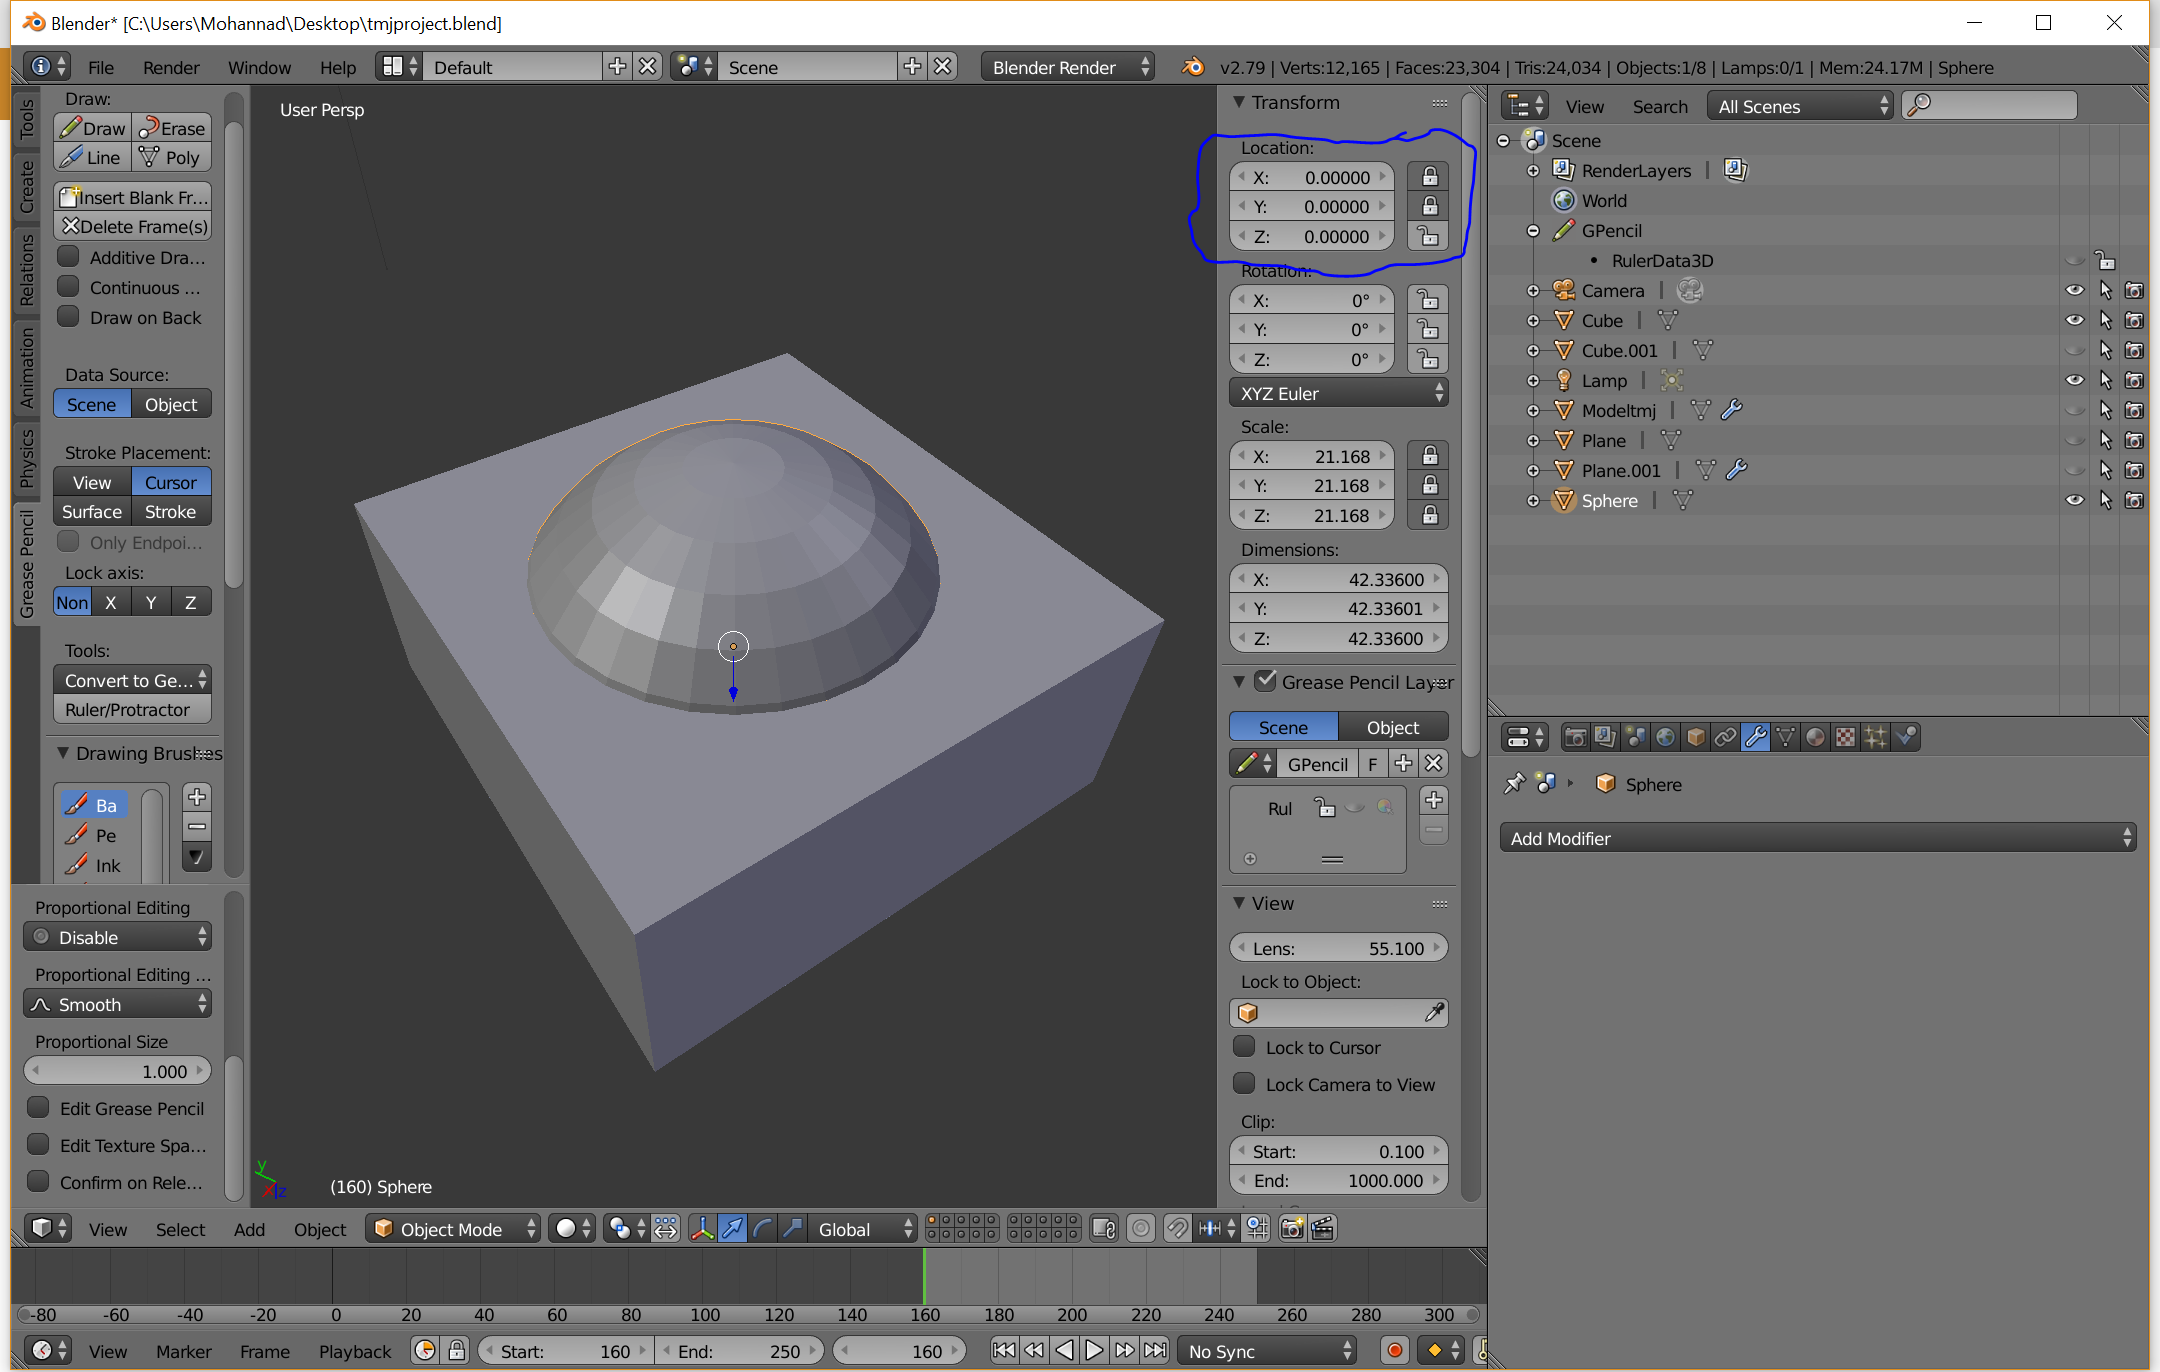 Blender* [C:\Users\Mohannad\Desktop\tmjproject.blend]
File Render Window Help Default Scene Blender Render v2.79 | Verts:12,165 | Faces:23,304 | Tris:24,034 | Objects:1/8 | Lamps:0/1 | Mem:24.17M | Sphere
Tools
Create
Relations
Animation
Physics
Grease Pencil
Draw:
Draw Erase
Line Poly
Insert Blank Fr...
Delete Frame(s)
Additive Dra...
Continuous ...
Draw on Back
Data Source:
Scene Object
Stroke Placement:
View Cursor
Surface Stroke
Only Endpoi...
Lock axis:
Non X Y Z
Tools:
Convert to Ge...
Ruler/Protractor
Drawing Brushes
Ba
Pe
Ink
Proportional Editing
Disable
Proportional Editing ...
Smooth
Proportional Size
1.000
Edit Grease Pencil
Edit Texture Spa...
Confirm on Rele...
User Persp
y
x z
(160) Sphere
Transform
Location:
X: 0.00000
Y: 0.00000
Z: 0.00000
Rotation:
X: 0°
Y: 0°
Z: 0°
XYZ Euler
Scale:
X: 21.168
Y: 21.168
Z: 21.168
Dimensions:
X: 42.33600
Y: 42.33601
Z: 42.33600
Grease Pencil Layer
Scene Object
GPencil F
Rul
View
Lens: 55.100
Lock to Object:
Lock to Cursor
Lock Camera to View
Clip:
Start: 0.100
End: 1000.000
View Search All Scenes
Scene
RenderLayers |
World
GPencil
RulerData3D
Camera |
Cube |
Cube.001 |
Lamp |
Modeltmj |
Plane |
Plane.001 |
Sphere |
Sphere
Add Modifier
View Select Add Object Object Mode Global
-80 -60 -40 -20 0 20 40 60 80 100 120 140 160 180 200 220 240 260 280 300
View Marker Frame Playback Start: 160 End: 250 160 No Sync